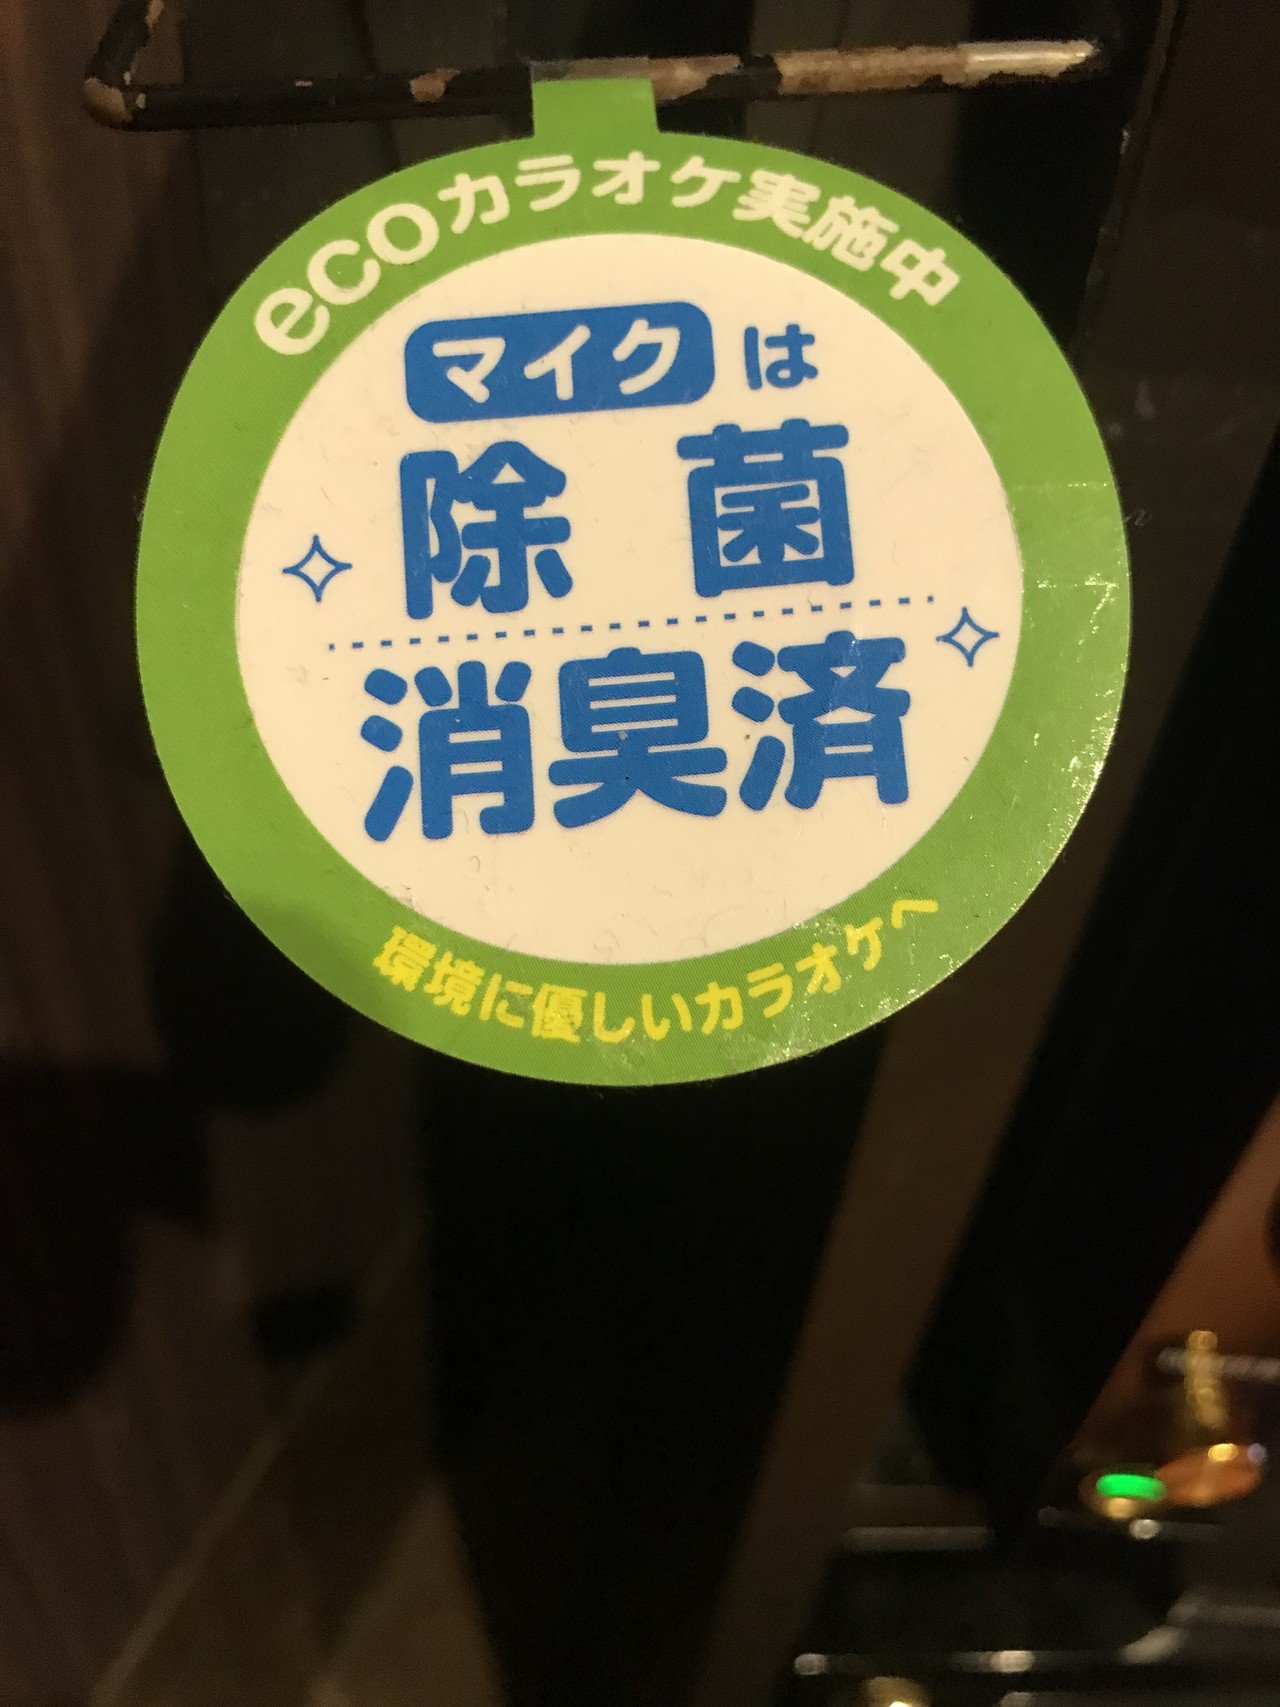 ecoカラオケ実施中
マイクは
除菌
消臭済
環境に優しいカラオケへ